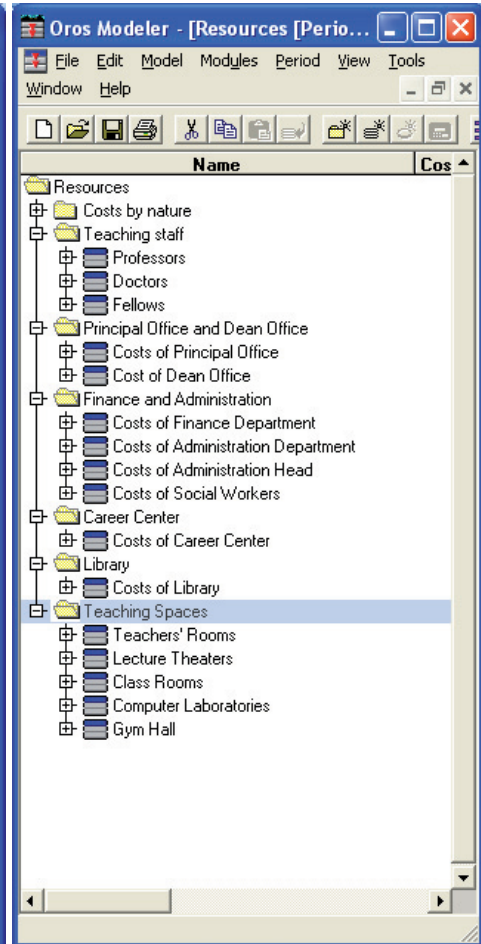 Oros Modeler - [Resources [Perio...
File Edit Model Modules Period View Tools
Window Help
Name Cos
Resources
Costs by nature
Teaching staff
Professors
Doctors
Fellows
Principal Office and Dean Office
Costs of Principal Office
Cost of Dean Office
Finance and Administration
Costs of Finance Department
Costs of Administration Department
Costs of Administration Head
Costs of Social Workers
Career Center
Costs of Career Center
Library
Costs of Library
Teaching Spaces
Teachers' Rooms
Lecture Theaters
Class Rooms
Computer Laboratories
Gym Hall